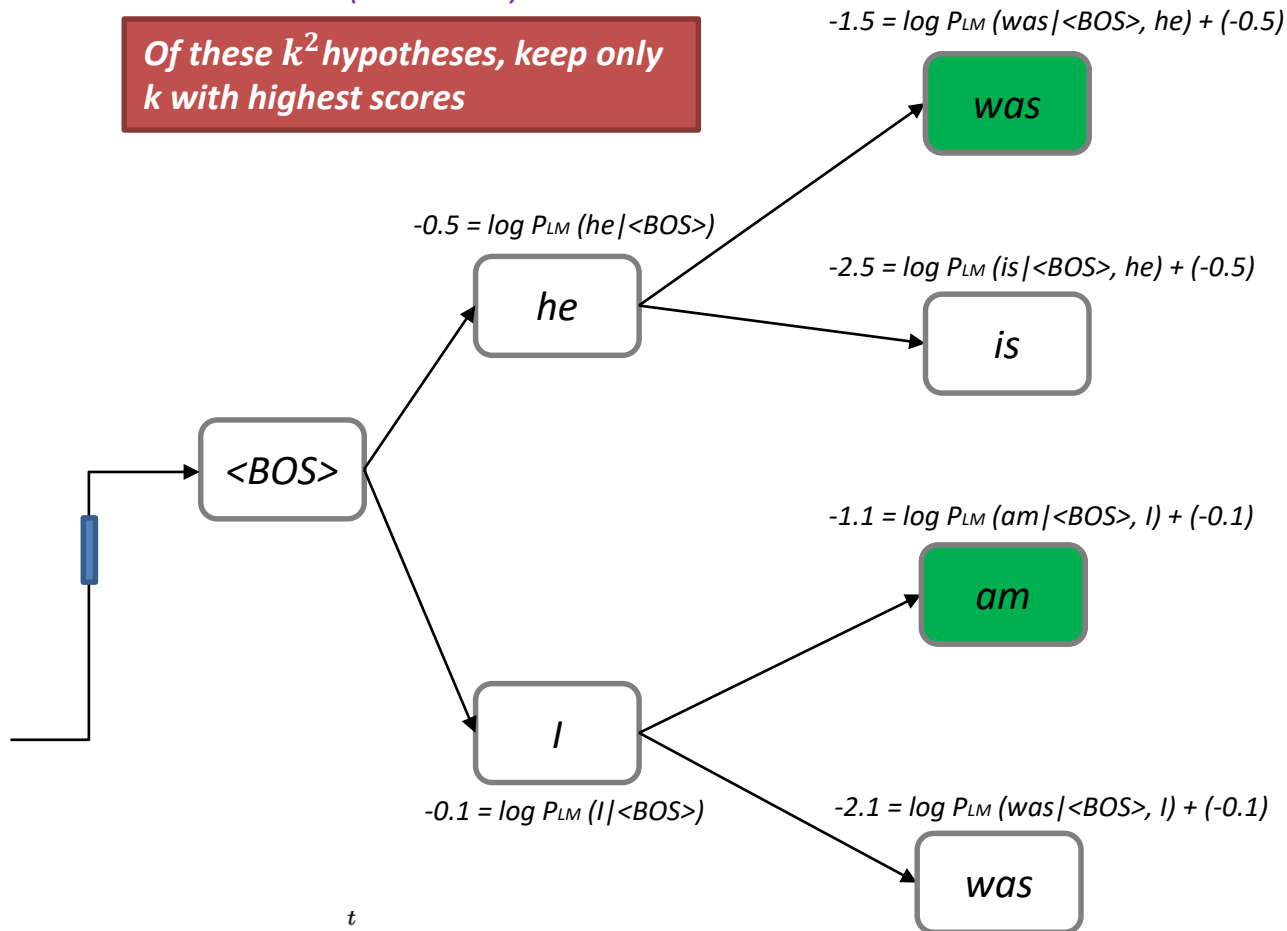 -1.5 = log PLM (was|<BOS>, he) + (-0.5)
Of these k² hypotheses, keep only
k with highest scores
was
-0.5 = log PLM (he|<BOS>)
-2.5 = log PLM (is|<BOS>, he) + (-0.5)
he
is
<BOS>
-1.1 = log PLM (am|<BOS>, I) + (-0.1)
am
I
-0.1 = log PLM (I|<BOS>)
-2.1 = log PLM (was|<BOS>, I) + (-0.1)
was
t